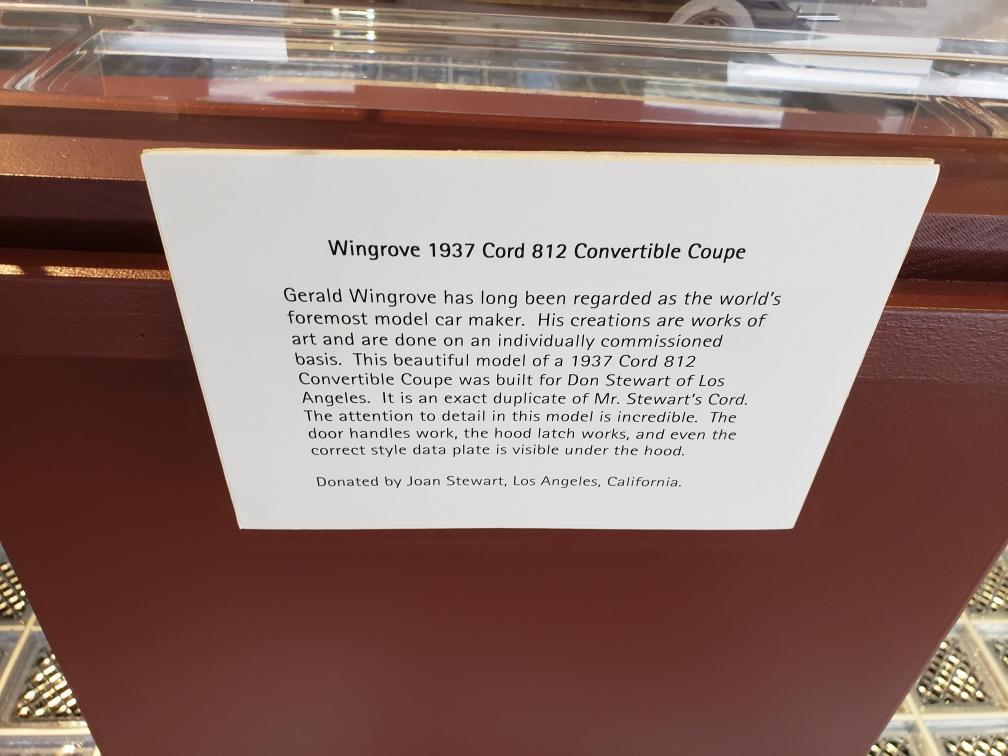 Wingrove 1937 Cord 812 Convertible Coupe
Gerald Wingrove has long been regarded as the world's
foremost model car maker. His creations are works of
art and are done on an individually commissioned
basis. This beautiful model of a 1937 Cord 812
Convertible Coupe was built for Don Stewart of Los
Angeles. It is an exact duplicate of Mr. Stewart's Cord.
The attention to detail in this model is incredible. The
door handles work, the hood latch works, and even the
correct style data plate is visible under the hood.
Donated by Joan Stewart, Los Angeles, California.